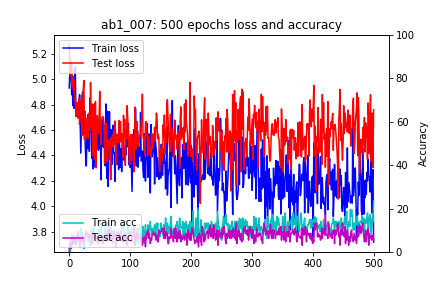 ab1_007: 500 epochs loss and accuracy
Train loss
Test loss
Train acc
Test acc
Loss
5.2
5.0
4.8
4.6
4.4
4.2
4.0
3.8
Accuracy
100
80
60
40
20
0
0 100 200 300 400 500